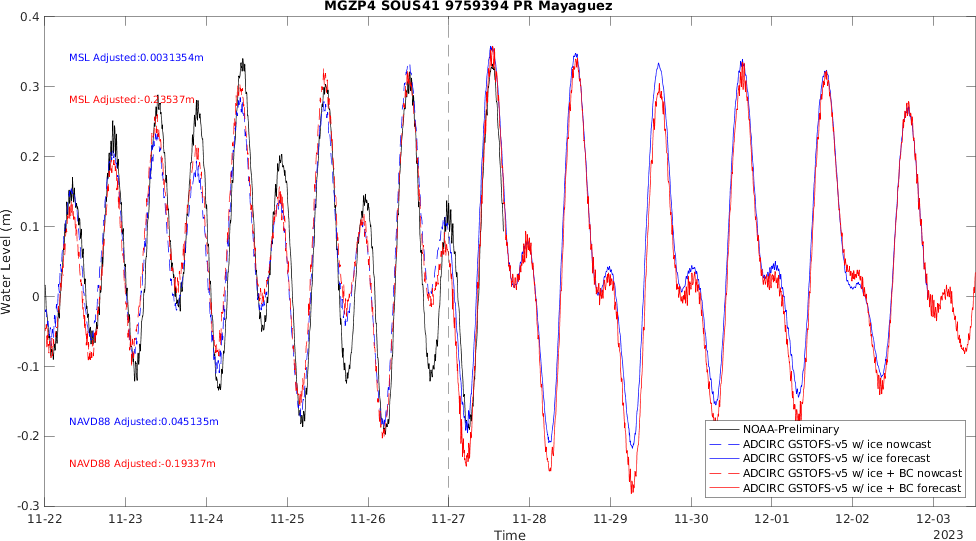 MGZP4 SOUS41 9759394 PR Mayaguez
0.4
0.3
0.2
0.1
0
-0.1
-0.2
-0.3
Water Level (m)
MSL Adjusted:0.0031354m
MSL Adjusted:-0.23537m
NAVD88 Adjusted:0.045135m
NAVD88 Adjusted:-0.19337m
NOAA-Preliminary
ADCIRC GSTOFS-v5 w/ ice nowcast
ADCIRC GSTOFS-v5 w/ ice forecast
ADCIRC GSTOFS-v5 w/ ice + BC nowcast
ADCIRC GSTOFS-v5 w/ ice + BC forecast
11-22 11-23 11-24 11-25 11-26 11-27 11-28 11-29 11-30 12-01 12-02 12-03
Time
2023